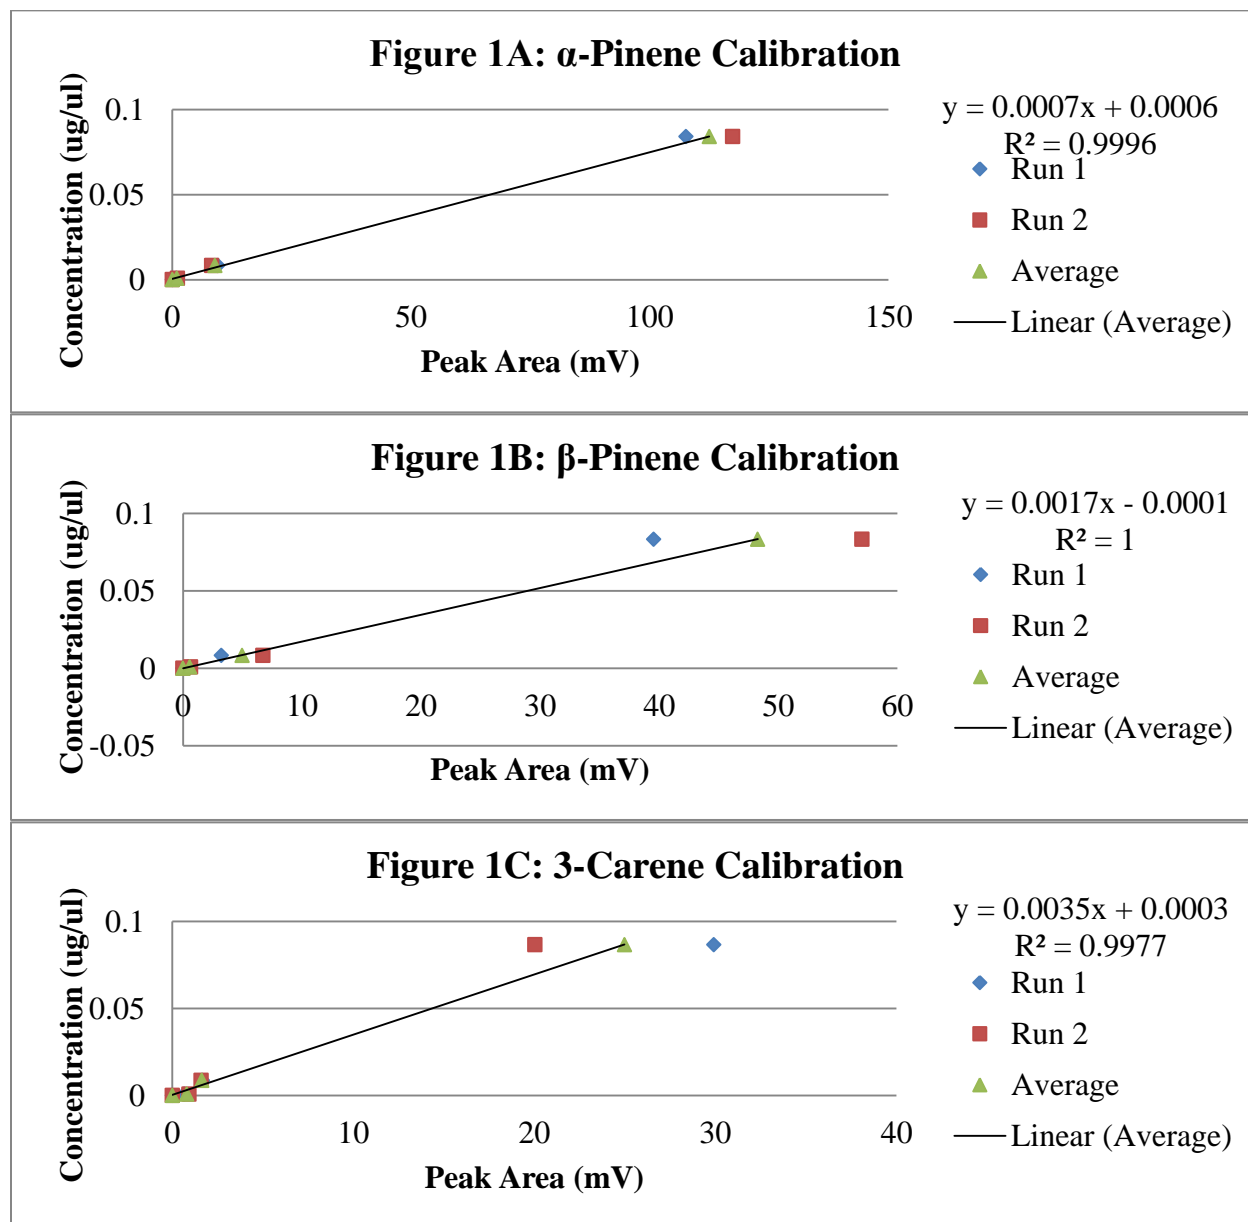 Figure 1A: α-Pinene Calibration
Concentration (ug/ul)
0.1
0.05
0
0
50
100
150
Peak Area (mV)
y = 0.0007x + 0.0006
R² = 0.9996
Run 1
Run 2
Average
Linear (Average)
Figure 1B: β-Pinene Calibration
Concentration (ug/ul)
0.1
0.05
0
-0.05
0
10
20
30
40
50
60
Peak Area (mV)
y = 0.0017x - 0.0001
R² = 1
Run 1
Run 2
Average
Linear (Average)
Figure 1C: 3-Carene Calibration
Concentration (ug/ul)
0.1
0.05
0
0
10
20
30
40
Peak Area (mV)
y = 0.0035x + 0.0003
R² = 0.9977
Run 1
Run 2
Average
Linear (Average)